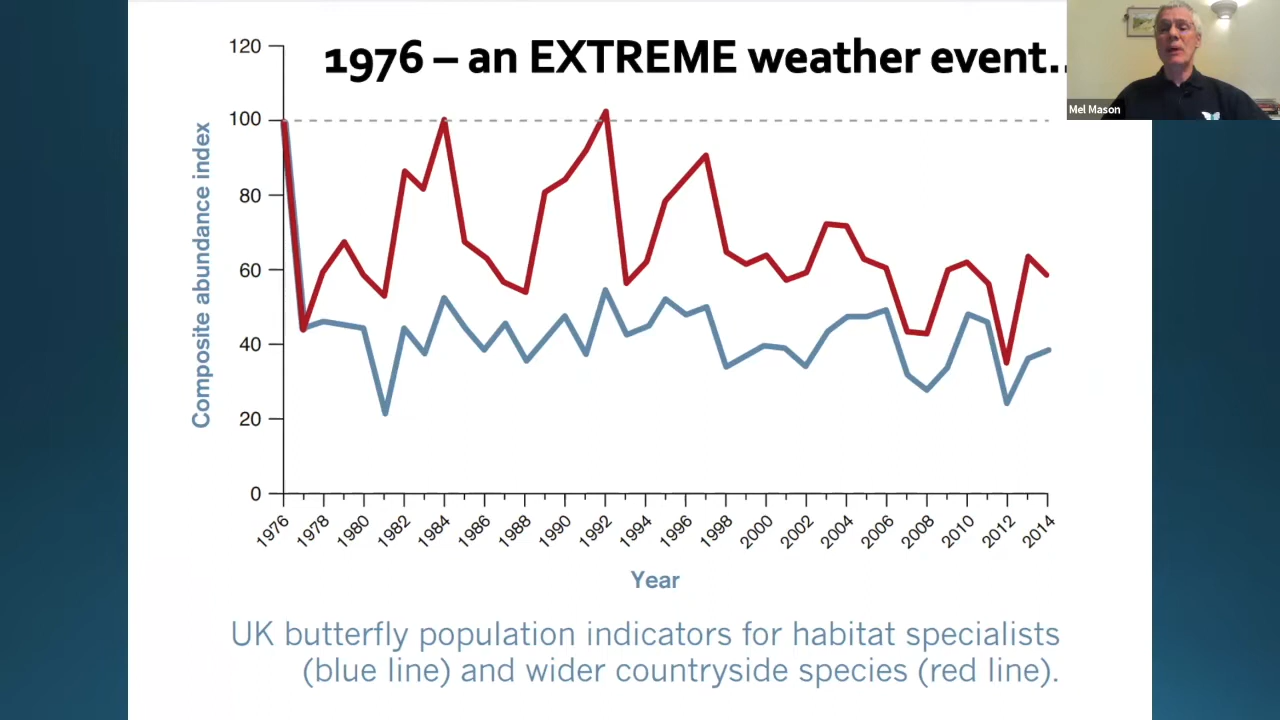 1976 – an EXTREME weather event..
Mel Mason
Composite abundance index
120
100
80
60
40
20
0
1976 1978 1980 1982 1984 1986 1988 1990 1992 1994 1996 1998 2000 2002 2004 2006 2008 2010 2012 2014
Year
UK butterfly population indicators for habitat specialists
(blue line) and wider countryside species (red line).